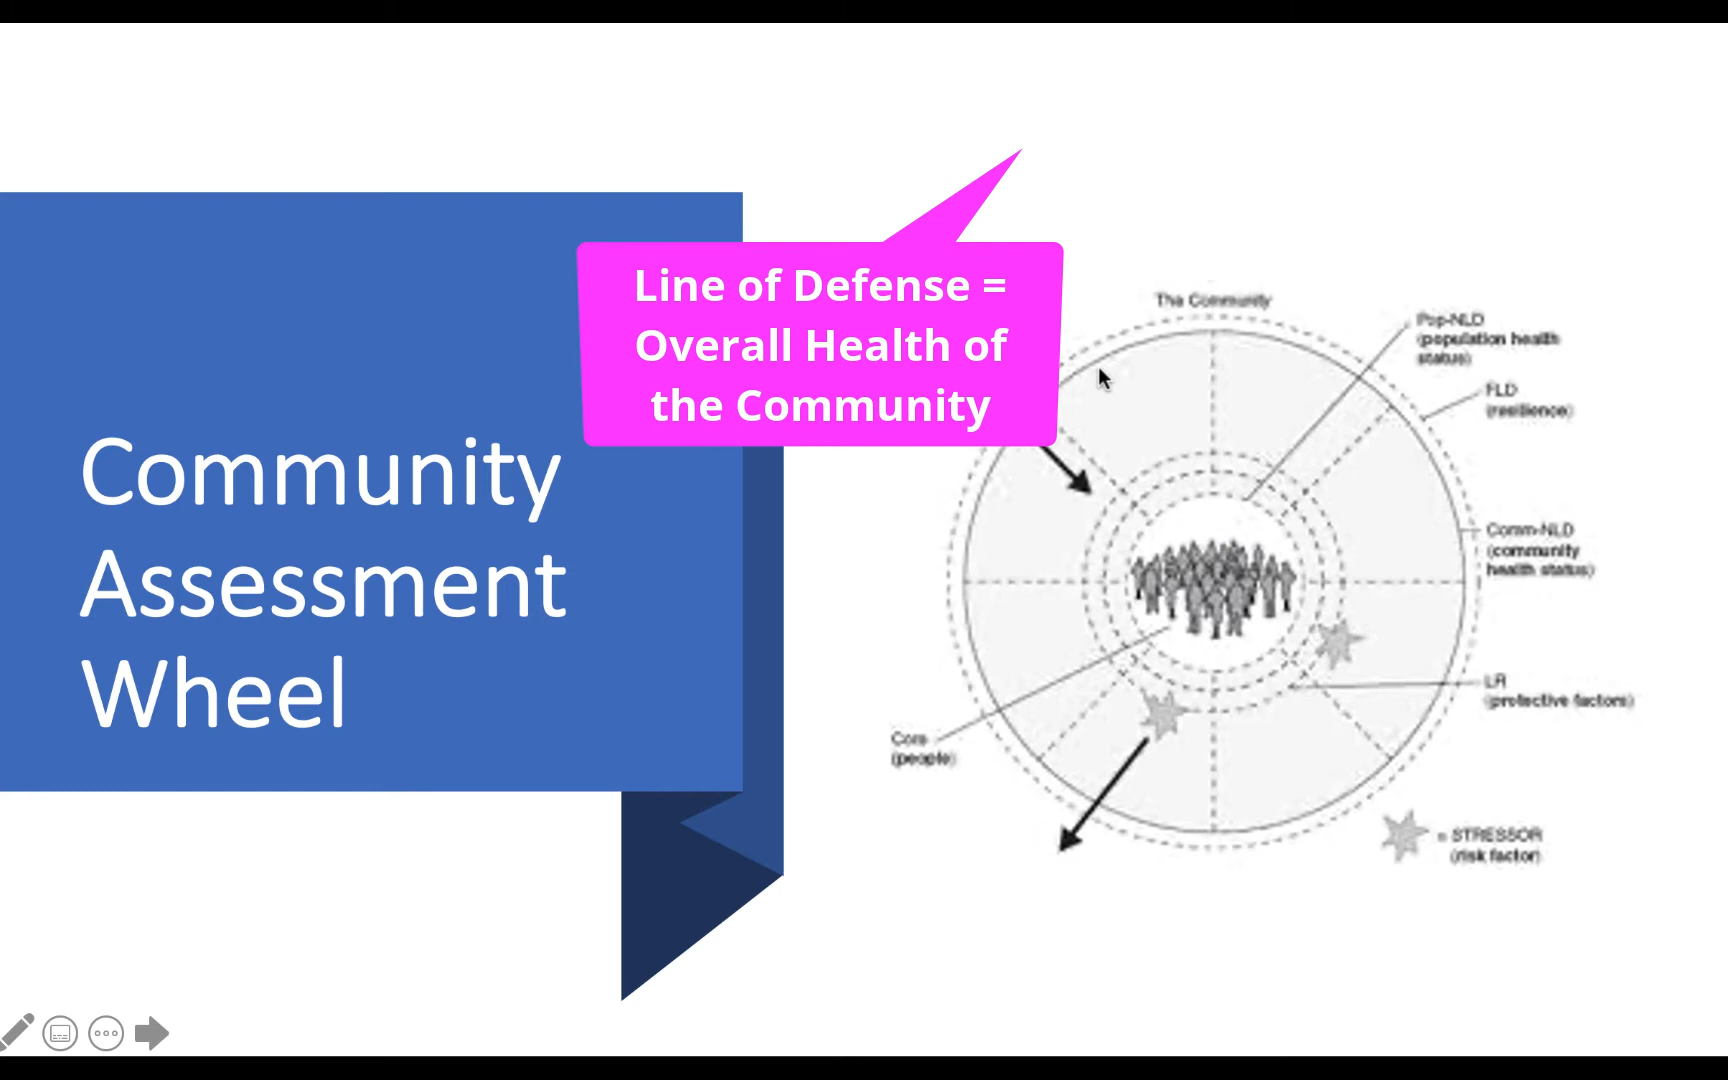 Line of Defense =
Overall Health of
the Community
Community
Assessment
Wheel
The Community
Pop-NLD
(population health
status)
FLD
(resilience)
Comm-NLD
(community
health status)
LR
(protective factors)
Core
(people)
= STRESSOR
(risk factor)